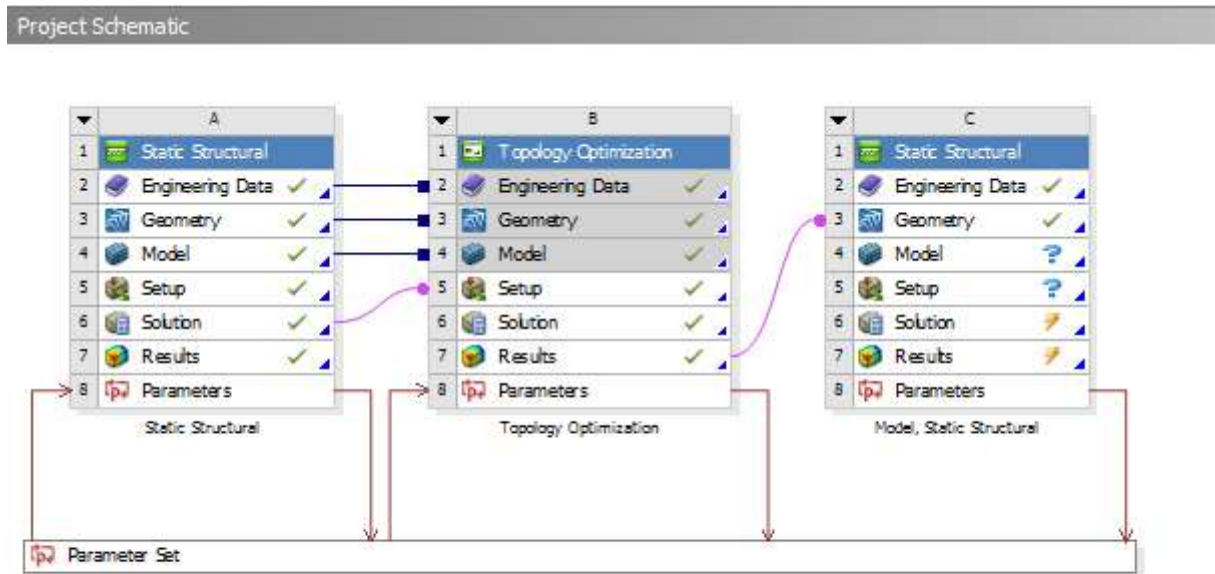 Project Schematic
A
1 Static Structural
2 Engineering Data
3 Geometry
4 Model
5 Setup
6 Solution
7 Results
8 Parameters
Static Structural
B
1 Topology Optimization
2 Engineering Data
3 Geometry
4 Model
5 Setup
6 Solution
7 Results
8 Parameters
Topology Optimization
C
1 Static Structural
2 Engineering Data
3 Geometry
4 Model
5 Setup
6 Solution
7 Results
8 Parameters
Model, Static Structural
Parameter Set